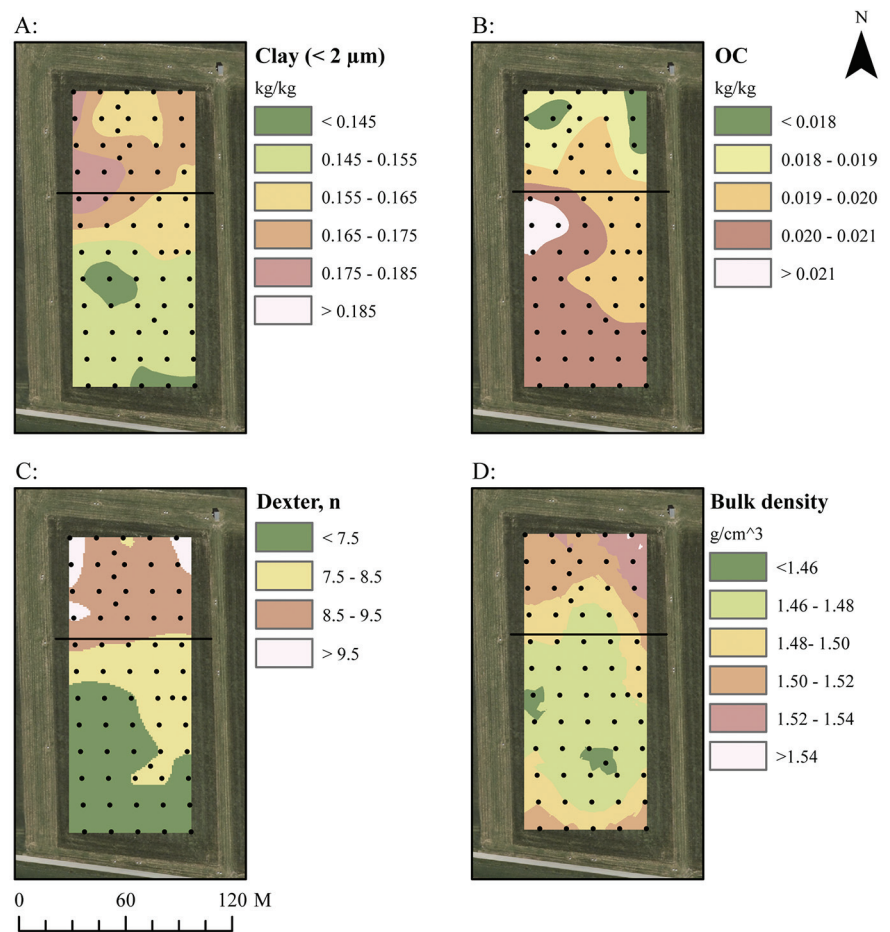 A:
Clay (< 2 µm)
kg/kg
< 0.145
0.145 - 0.155
0.155 - 0.165
0.165 - 0.175
0.175 - 0.185
> 0.185
B:
N
OC
kg/kg
< 0.018
0.018 - 0.019
0.019 - 0.020
0.020 - 0.021
> 0.021
C:
Dexter, n
< 7.5
7.5 - 8.5
8.5 - 9.5
> 9.5
D:
Bulk density
g/cm^3
<1.46
1.46 - 1.48
1.48- 1.50
1.50 - 1.52
1.52 - 1.54
>1.54
0 60 120 M